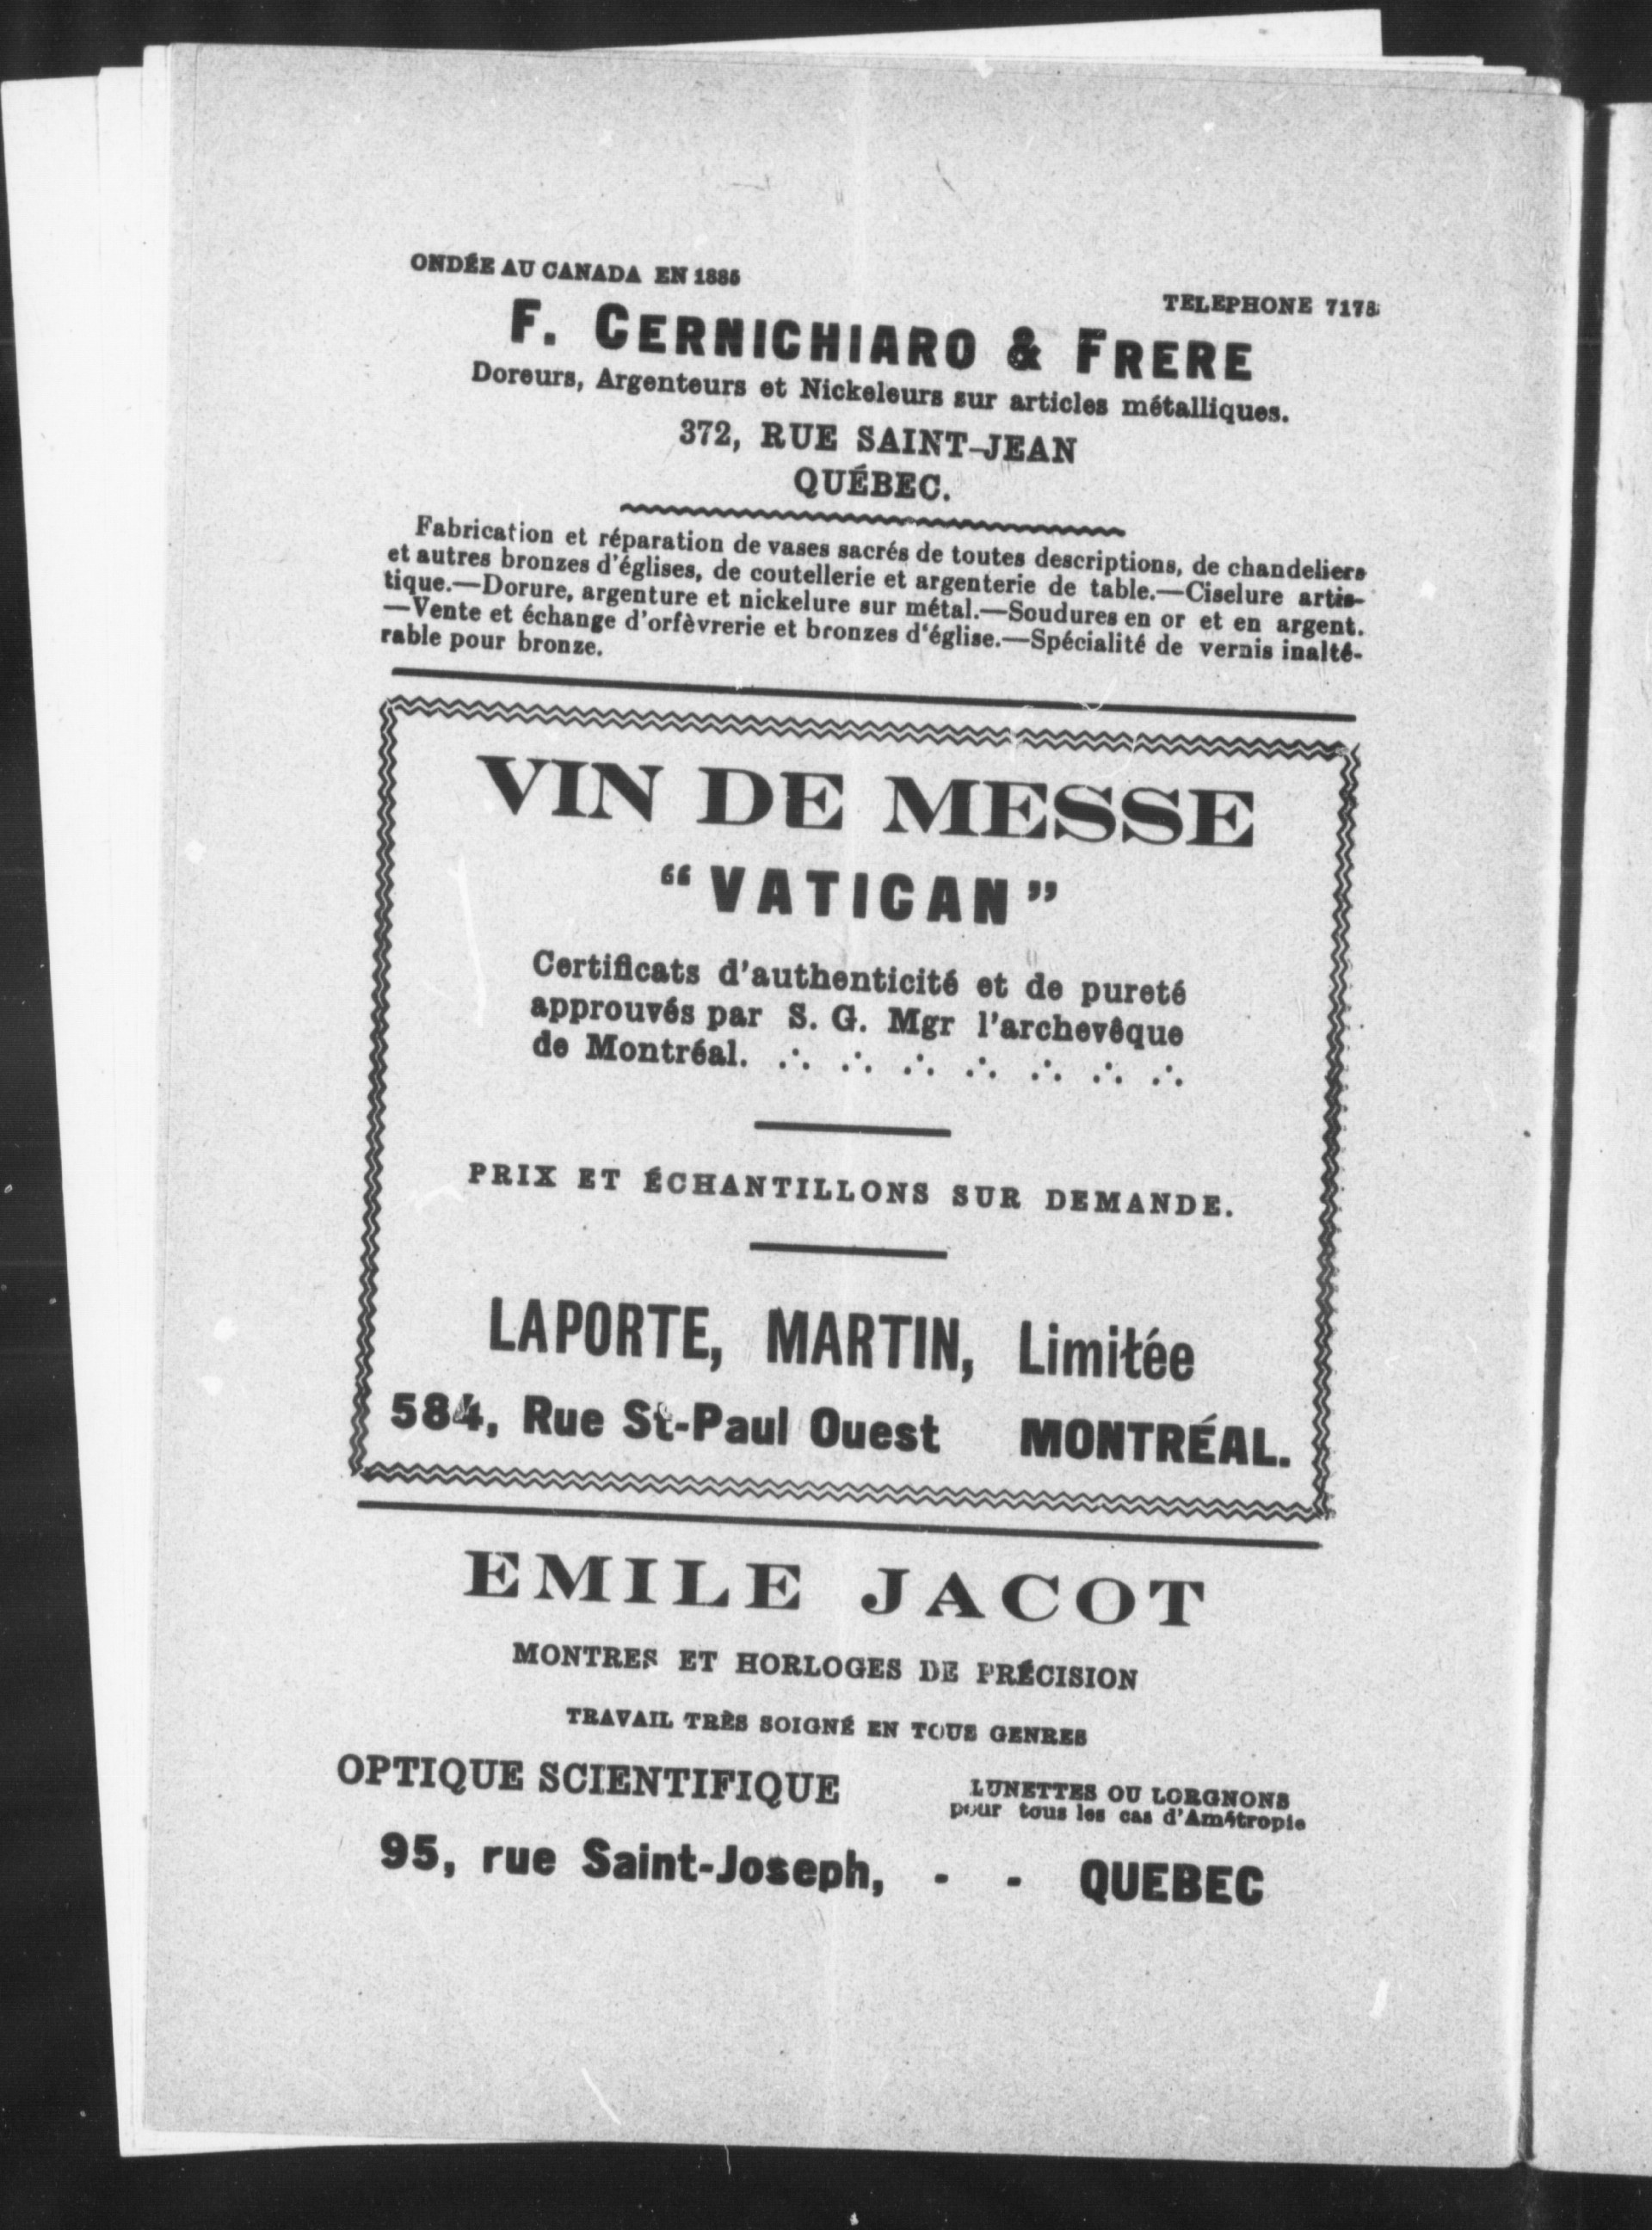 ONDÉE AU CANADA EN 1885
TELEPHONE 7178
F. CERNICHIARO & FRERE
Doreurs, Argenteurs et Nickeleurs sur articles métalliques.
372, RUE SAINT-JEAN
QUÉBEC.
Fabrication et réparation de vases sacrés de toutes descriptions, de chandeliers
et autres bronzes d'églises, de coutellerie et argenterie de table.—Ciselure artis-
tique.—Dorure, argenture et nickelure sur métal.—Soudures en or et en argent.
—Vente et échange d'orfèvrerie et bronzes d'église.—Spécialité de vernis inalté-
rable pour bronze.
VIN DE MESSE
“VATICAN”
Certificats d'authenticité et de pureté
approuvés par S. G. Mgr l'archevêque
de Montréal. ∴ ∴ ∴ ∴ ∴ ∴ ∴
PRIX ET ÉCHANTILLONS SUR DEMANDE.
LAPORTE, MARTIN, Limitée
584, Rue St-Paul Ouest MONTRÉAL.
EMILE JACOT
MONTRES ET HORLOGES DE PRÉCISION
TRAVAIL TRÈS SOIGNÉ EN TOUS GENRES
OPTIQUE SCIENTIFIQUE
LUNETTES OU LORGNONS
pour tous les cas d'Amétropie
95, rue Saint-Joseph, - - QUEBEC